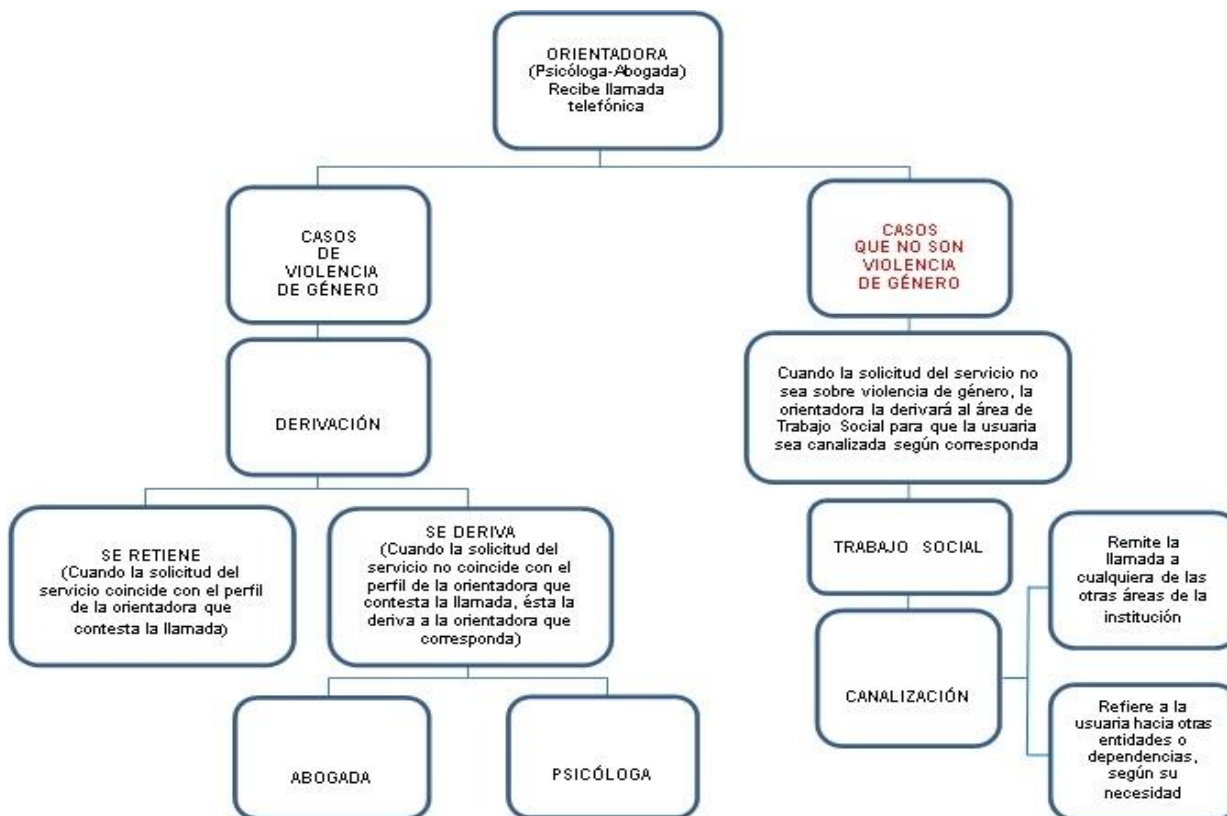 ORIENTADORA
(Psicóloga-Abogada)
Recibe llamada
telefónica
CASOS
DE
VIOLENCIA
DE GÉNERO
DERIVACIÓN
SE RETIENE
(Cuando la solicitud del
servicio coincide con el perfil
de la orientadora que
contesta la llamada)
SE DERIVA
(Cuando la solicitud del
servicio no coincide con el
perfil de la orientadora que
contesta la llamada, ésta la
deriva a la orientadora que
corresponda)
ABOGADA
PSICÓLOGA
CASOS
QUE NO SON
VIOLENCIA
DE GÉNERO
Cuando la solicitud del servicio no
sea sobre violencia de género, la
orientadora la derivará al área de
Trabajo Social para que la usuaria
sea canalizada según corresponda
TRABAJO SOCIAL
CANALIZACIÓN
Remite la
llamada a
cualquiera de las
otras áreas de la
institución
Refiere a la
usuaria hacia otras
entidades o
dependencias,
según su
necesidad